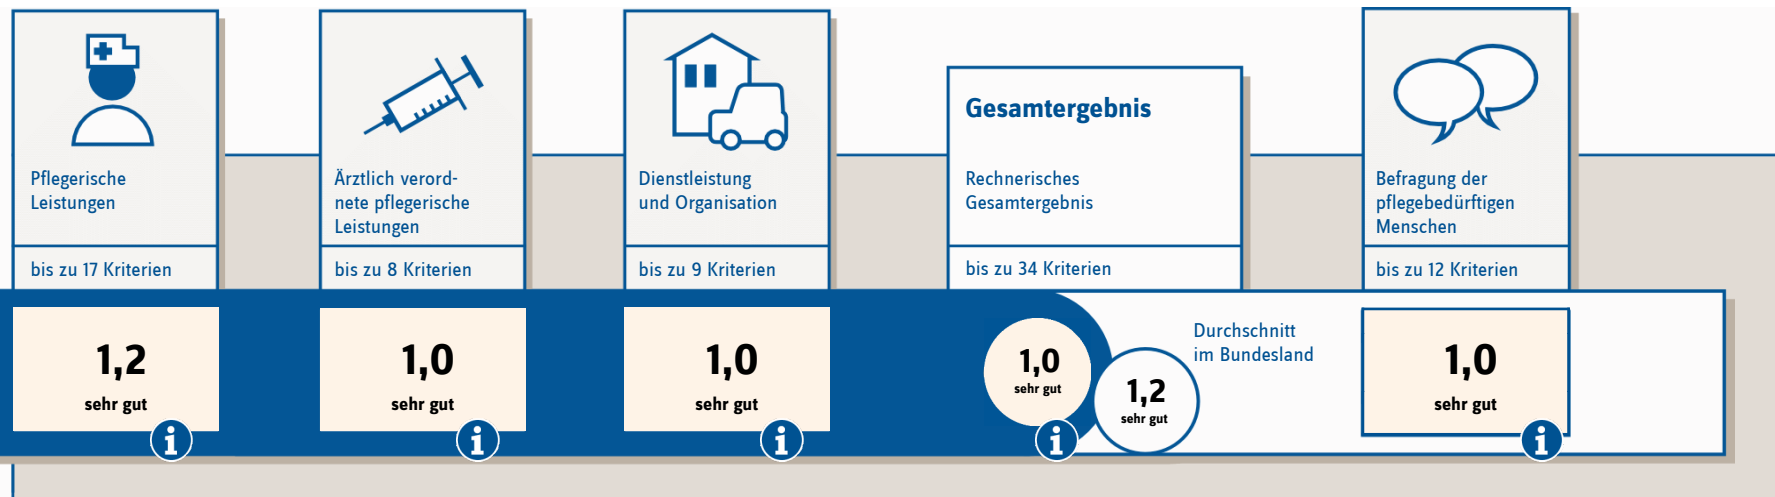 Pflegerische
Leistungen
bis zu 17 Kriterien
1,2
sehr gut
i
Ärztlich verord-
nete pflegerische
Leistungen
bis zu 8 Kriterien
1,0
sehr gut
i
Dienstleistung
und Organisation
bis zu 9 Kriterien
1,0
sehr gut
i
Gesamtergebnis
Rechnerisches
Gesamtergebnis
bis zu 34 Kriterien
1,0
sehr gut
i
1,2
sehr gut
Durchschnitt
im Bundesland
Befragung der
pflegebedürftigen
Menschen
bis zu 12 Kriterien
1,0
sehr gut
i